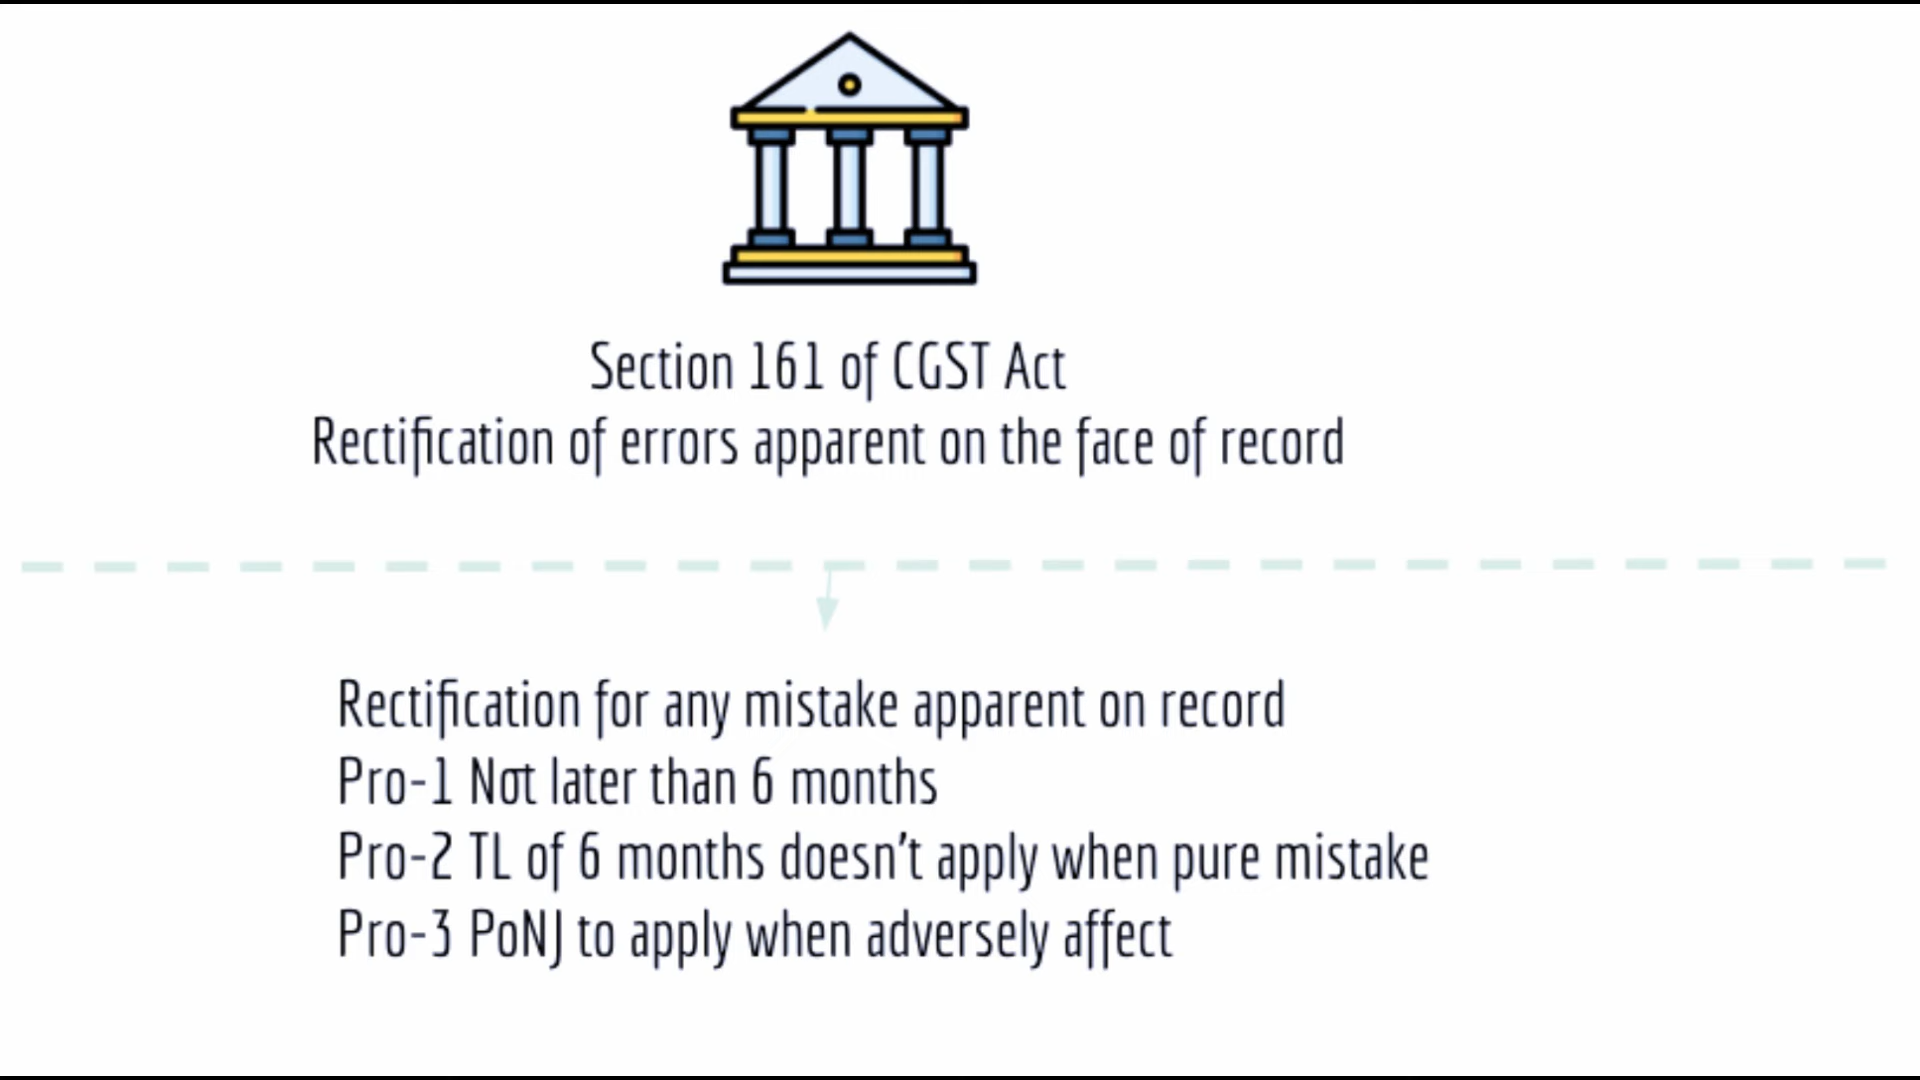 Section 161 of CGST Act
Rectification of errors apparent on the face of record
Rectification for any mistake apparent on record
Pro-1 Not later than 6 months
Pro-2 TL of 6 months doesn't apply when pure mistake
Pro-3 PoNJ to apply when adversely affect